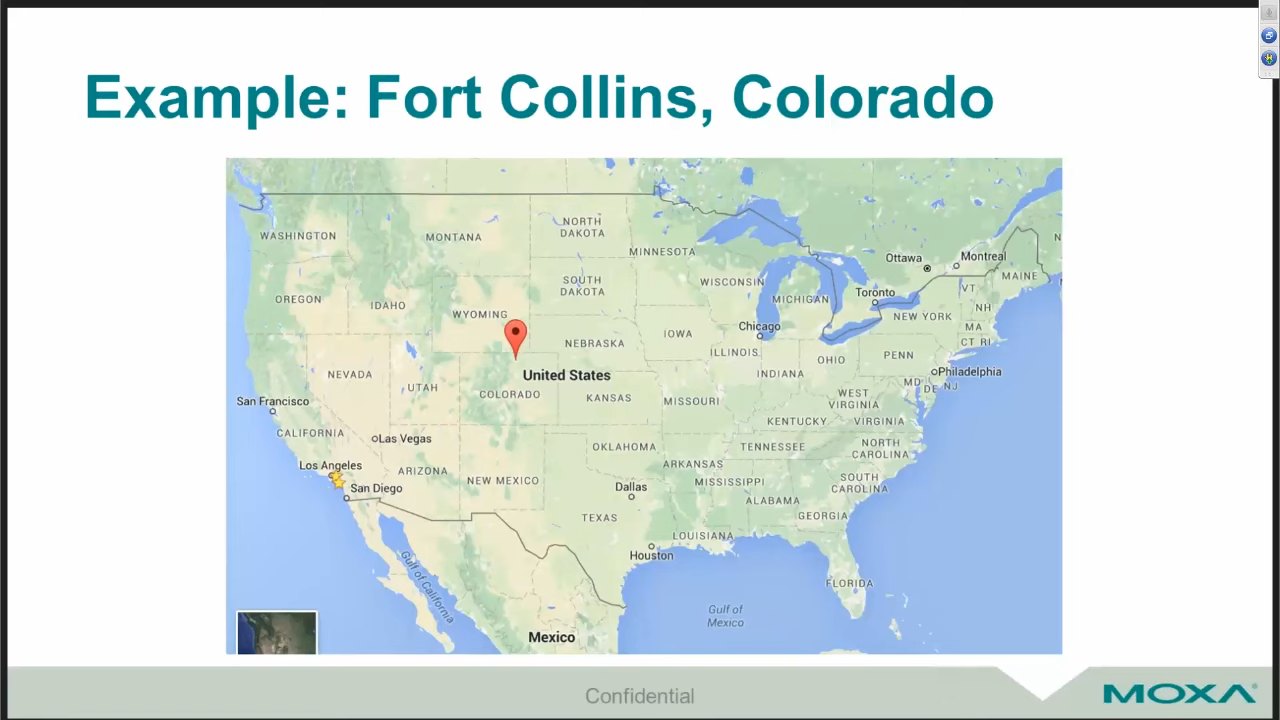 Example: Fort Collins, Colorado
WASHINGTON
MONTANA
NORTH
DAKOTA
MINNESOTA
Ottawa
Montreal
N
MAINE
OREGON
IDAHO
SOUTH
DAKOTA
WISCONSIN
MICHIGAN
Toronto
VT
NH
WYOMING
NEW YORK
MA
CT RI
NEBRASKA
IOWA
Chicago
ILLINOIS
INDIANA
OHIO
PENN
Philadelphia
MD
DE
NJ
NEVADA
UTAH
United States
COLORADO
KANSAS
MISSOURI
WEST
VIRGINIA
VIRGINIA
KENTUCKY
San Francisco
CALIFORNIA
Las Vegas
OKLAHOMA
TENNESSEE
NORTH
CAROLINA
Los Angeles
ARIZONA
NEW MEXICO
ARKANSAS
MISSISSIPPI
SOUTH
CAROLINA
San Diego
Dallas
ALABAMA
GEORGIA
TEXAS
LOUISIANA
Houston
Gulf of California
FLORIDA
Gulf of
Mexico
Mexico
Confidential
MOXA®